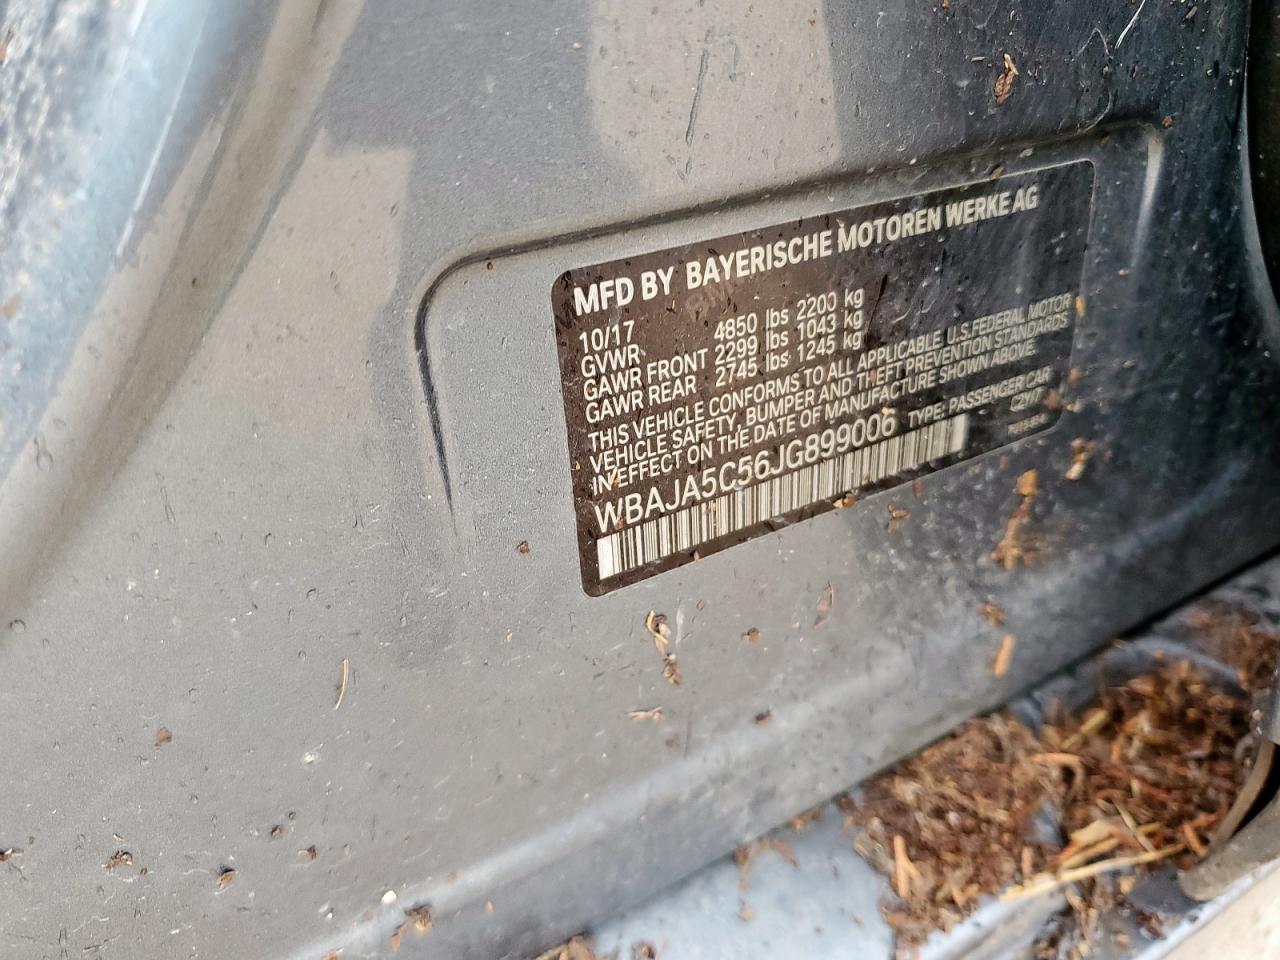 MFD BY BAYERISCHE MOTOREN WERKE AG
10/17
GVWR 4850 lbs 2200 kg
GAWR FRONT 2299 lbs 1043 kg
GAWR REAR 2745 lbs 1245 kg
THIS VEHICLE CONFORMS TO ALL APPLICABLE U.S.FEDERAL MOTOR
VEHICLE SAFETY, BUMPER AND THEFT PREVENTION STANDARDS
IN EFFECT ON THE DATE OF MANUFACTURE SHOWN ABOVE.
WBAJA5C56JG899006 TYPE: PASSENGER CAR